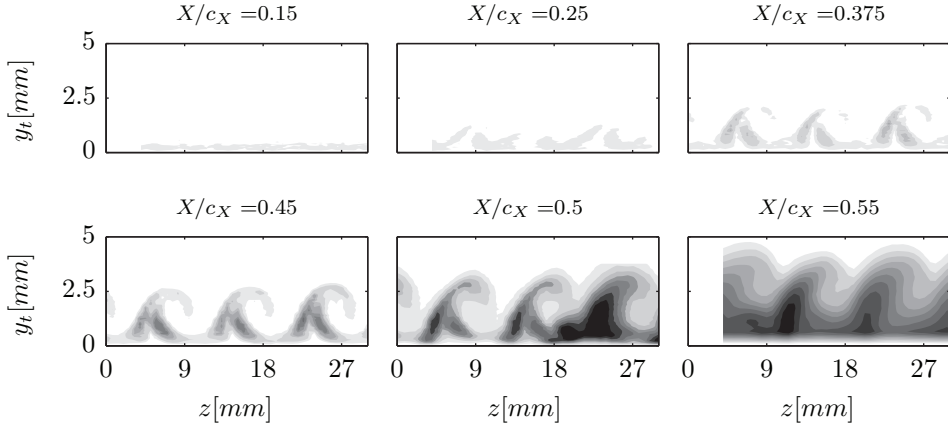 X/c_X =0.15
X/c_X =0.25
X/c_X =0.375
5
2.5
0
y_t[mm]
X/c_X =0.45
X/c_X =0.5
X/c_X =0.55
5
2.5
0
y_t[mm]
0 9 18 27
0 9 18 27
0 9 18 27
z[mm]
z[mm]
z[mm]